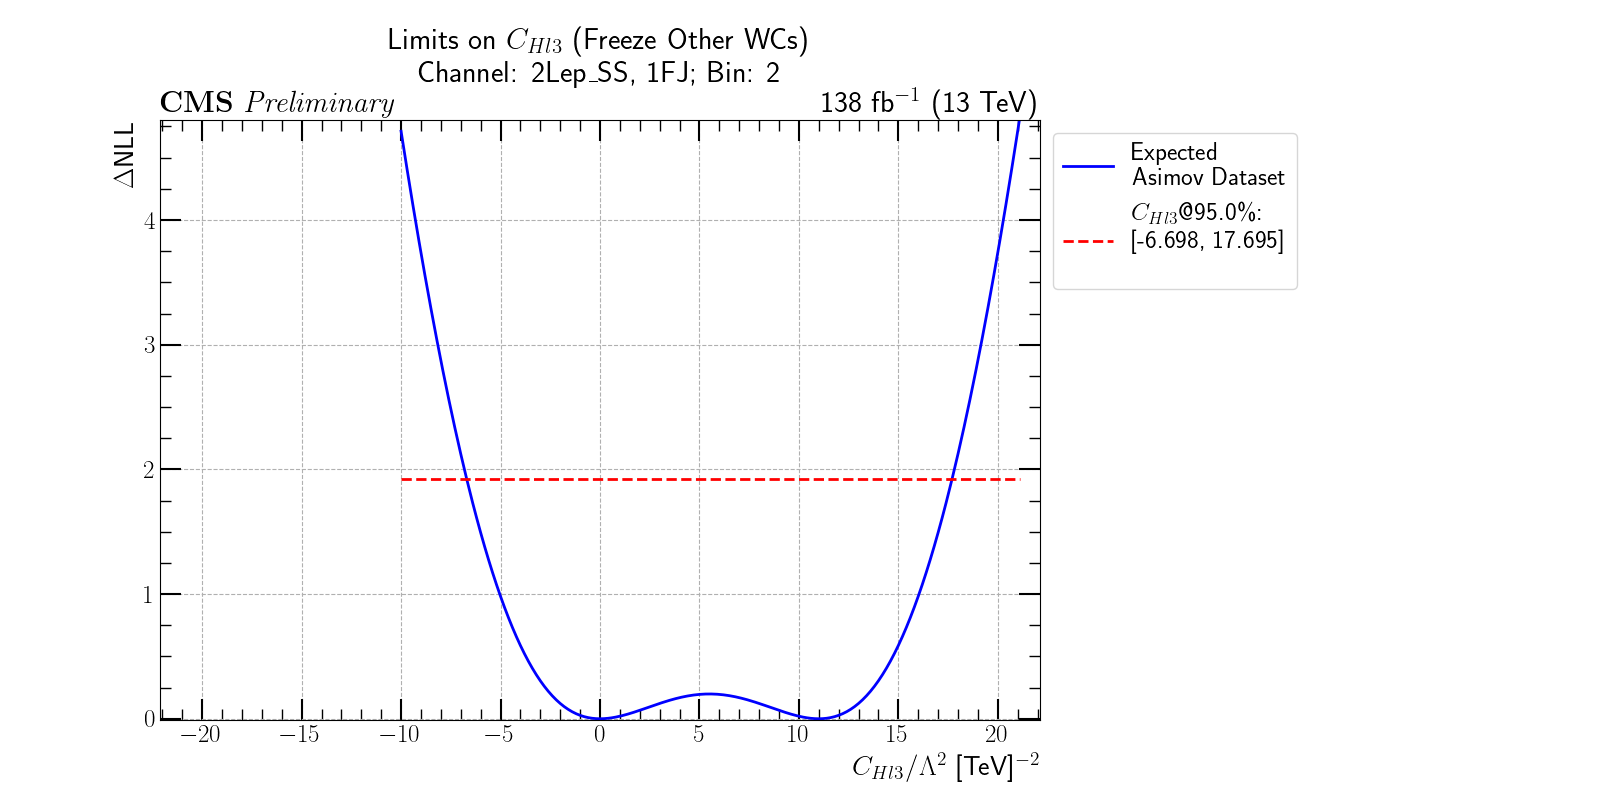 Limits on C_{Hl3} (Freeze Other WCs)
Channel: 2Lep_SS, 1FJ; Bin: 2
CMS Preliminary
138 fb^{-1} (13 TeV)
ΔNLL
4
3
2
1
0
−20
−15
−10
−5
0
5
10
15
20
C_{Hl3}/Λ^2 [TeV]^{−2}
Expected
Asimov Dataset
C_{Hl3}@95.0%:
[-6.698, 17.695]